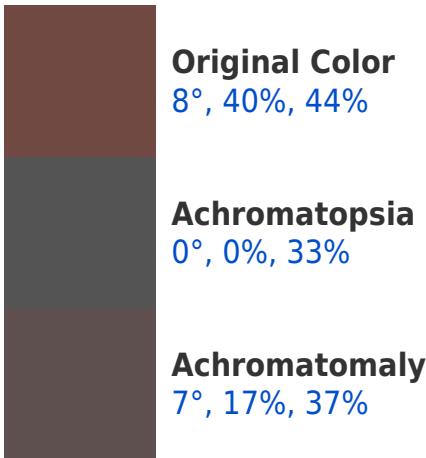 Original Color
8°, 40%, 44%
Achromatopsia
0°, 0%, 33%
Achromatomaly
7°, 17%, 37%